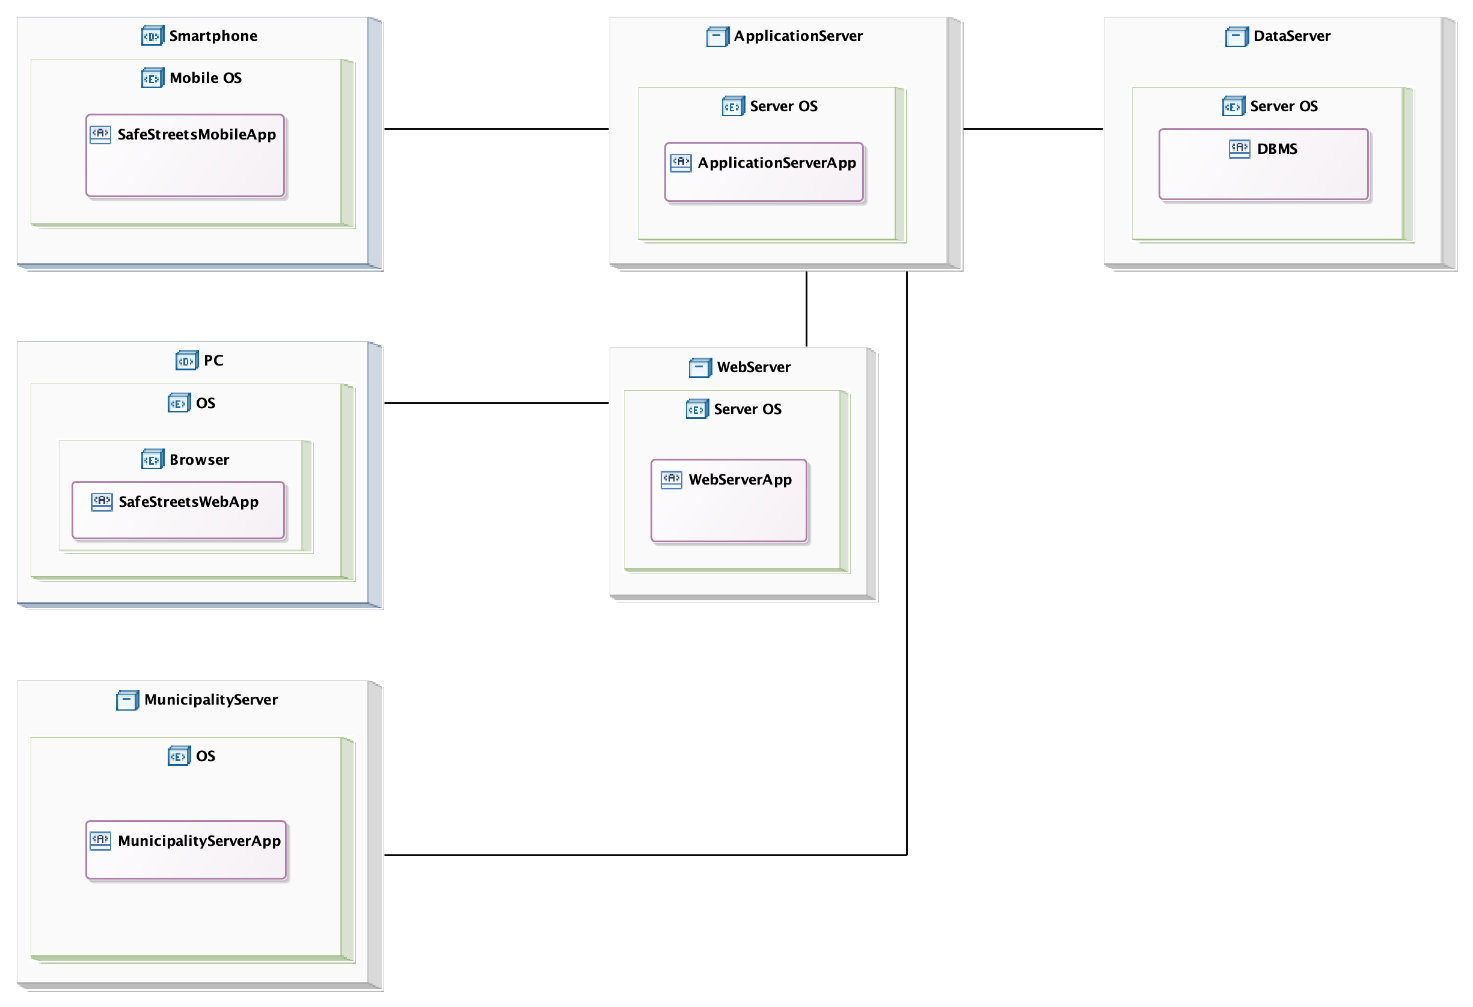 Smartphone
Mobile OS
SafeStreetsMobileApp
ApplicationServer
Server OS
ApplicationServerApp
DataServer
Server OS
DBMS
PC
OS
Browser
SafeStreetsWebApp
WebServer
Server OS
WebServerApp
MunicipalityServer
OS
MunicipalityServerApp